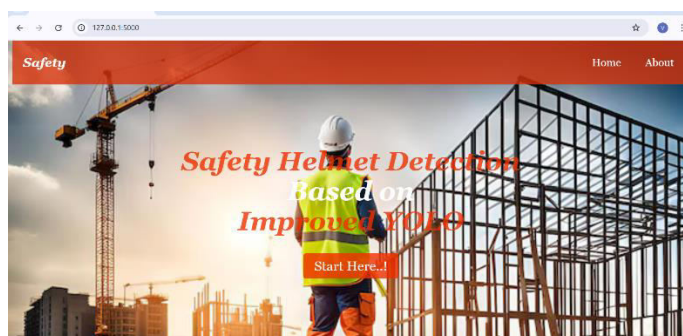 127.0.0.1:5000
Safety
Home
About
Safety Helmet Detection
Based on
Improved YOLO
Start Here..!